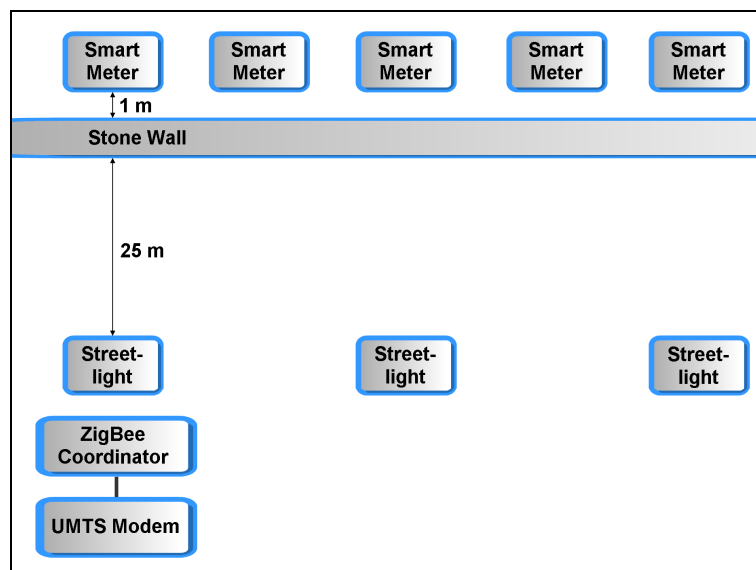 Smart
Meter
Smart
Meter
Smart
Meter
Smart
Meter
Smart
Meter
1 m
Stone Wall
25 m
Street-
light
Street-
light
Street-
light
ZigBee
Coordinator
UMTS Modem